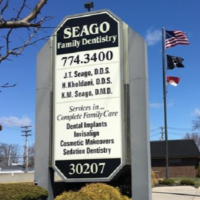 SEAGO
Family Dentistry
774.3400
J.T. Seago, D.D.S.
N. Kholdani, D.D.S.
K.M. Seago, D.M.D.
Services in...
Complete Family Care
Dental Implants
Invisalign
Cosmetic Makeovers
Sedation Dentistry
30207